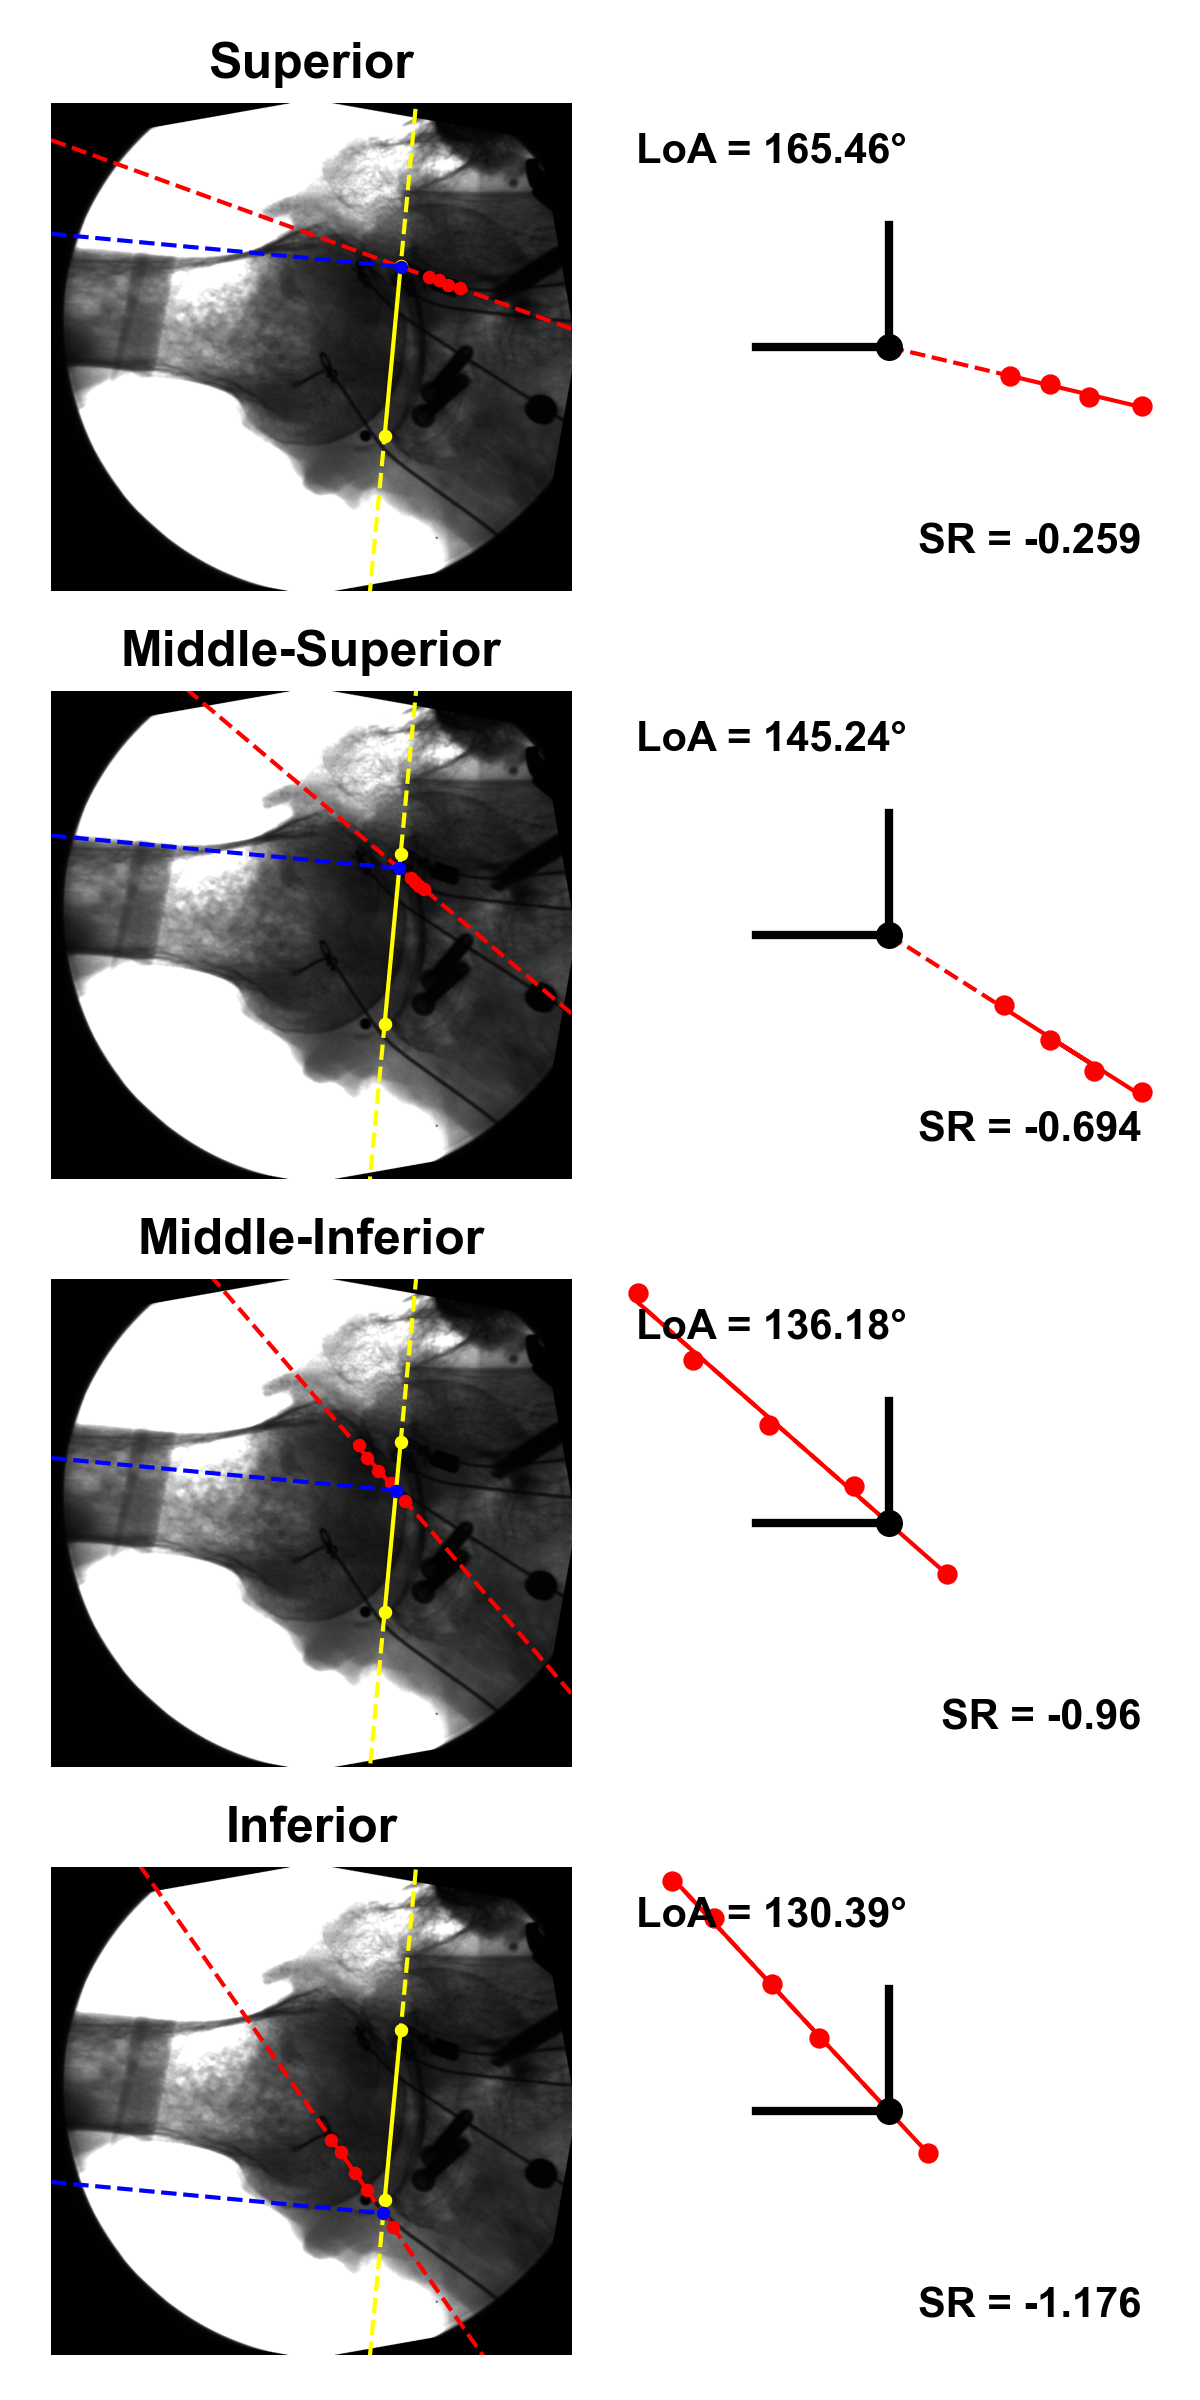 Superior
LoA = 165.46°
SR = -0.259
Middle-Superior
LoA = 145.24°
SR = -0.694
Middle-Inferior
LoA = 136.18°
SR = -0.96
Inferior
LoA = 130.39°
SR = -1.176